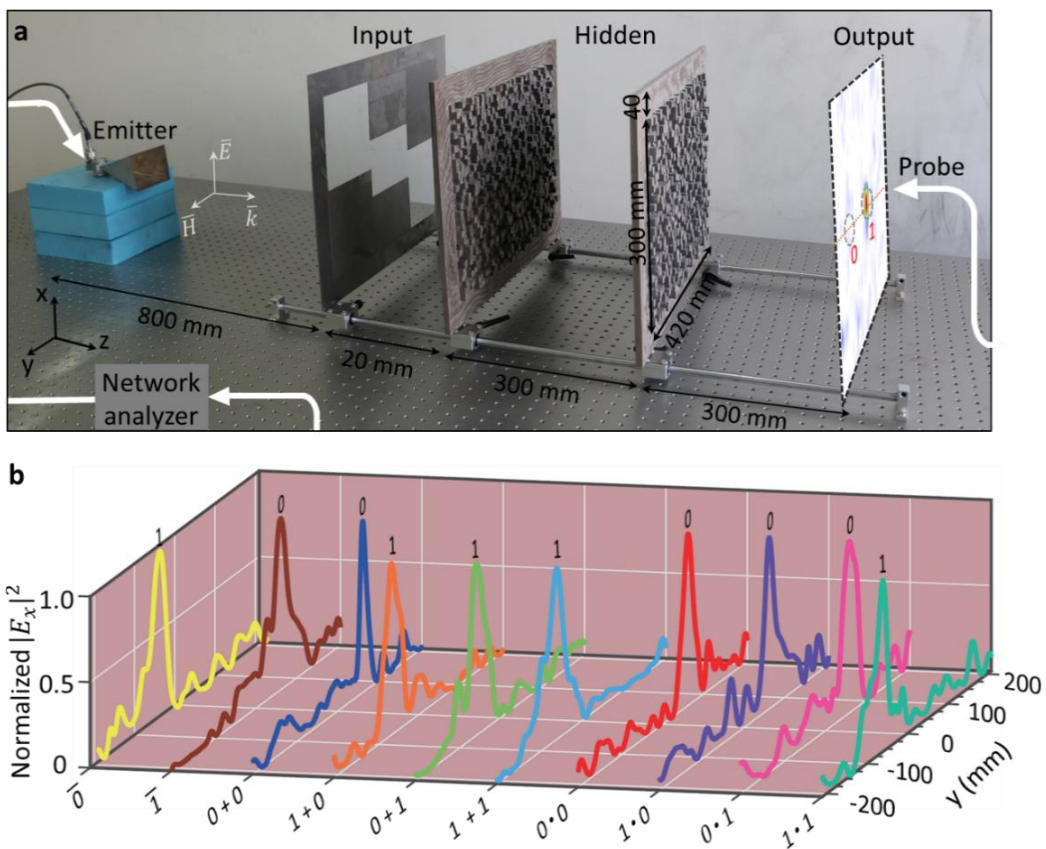 a
Input
Hidden
Output
Emitter
E̅
H̅
k̅
40
300 mm
420 mm
Probe
0
1
x
y
z
800 mm
20 mm
300 mm
300 mm
Network
analyzer
b
Normalized |Eₓ|²
1.0
0.5
0
1
0
0
1
1
1
0
0
0
1
0̅
1̅
0+0
1+0
0+1
1+1
0•0
1•0
0•1
1•1
-200
-100
0
100
200
y (mm)